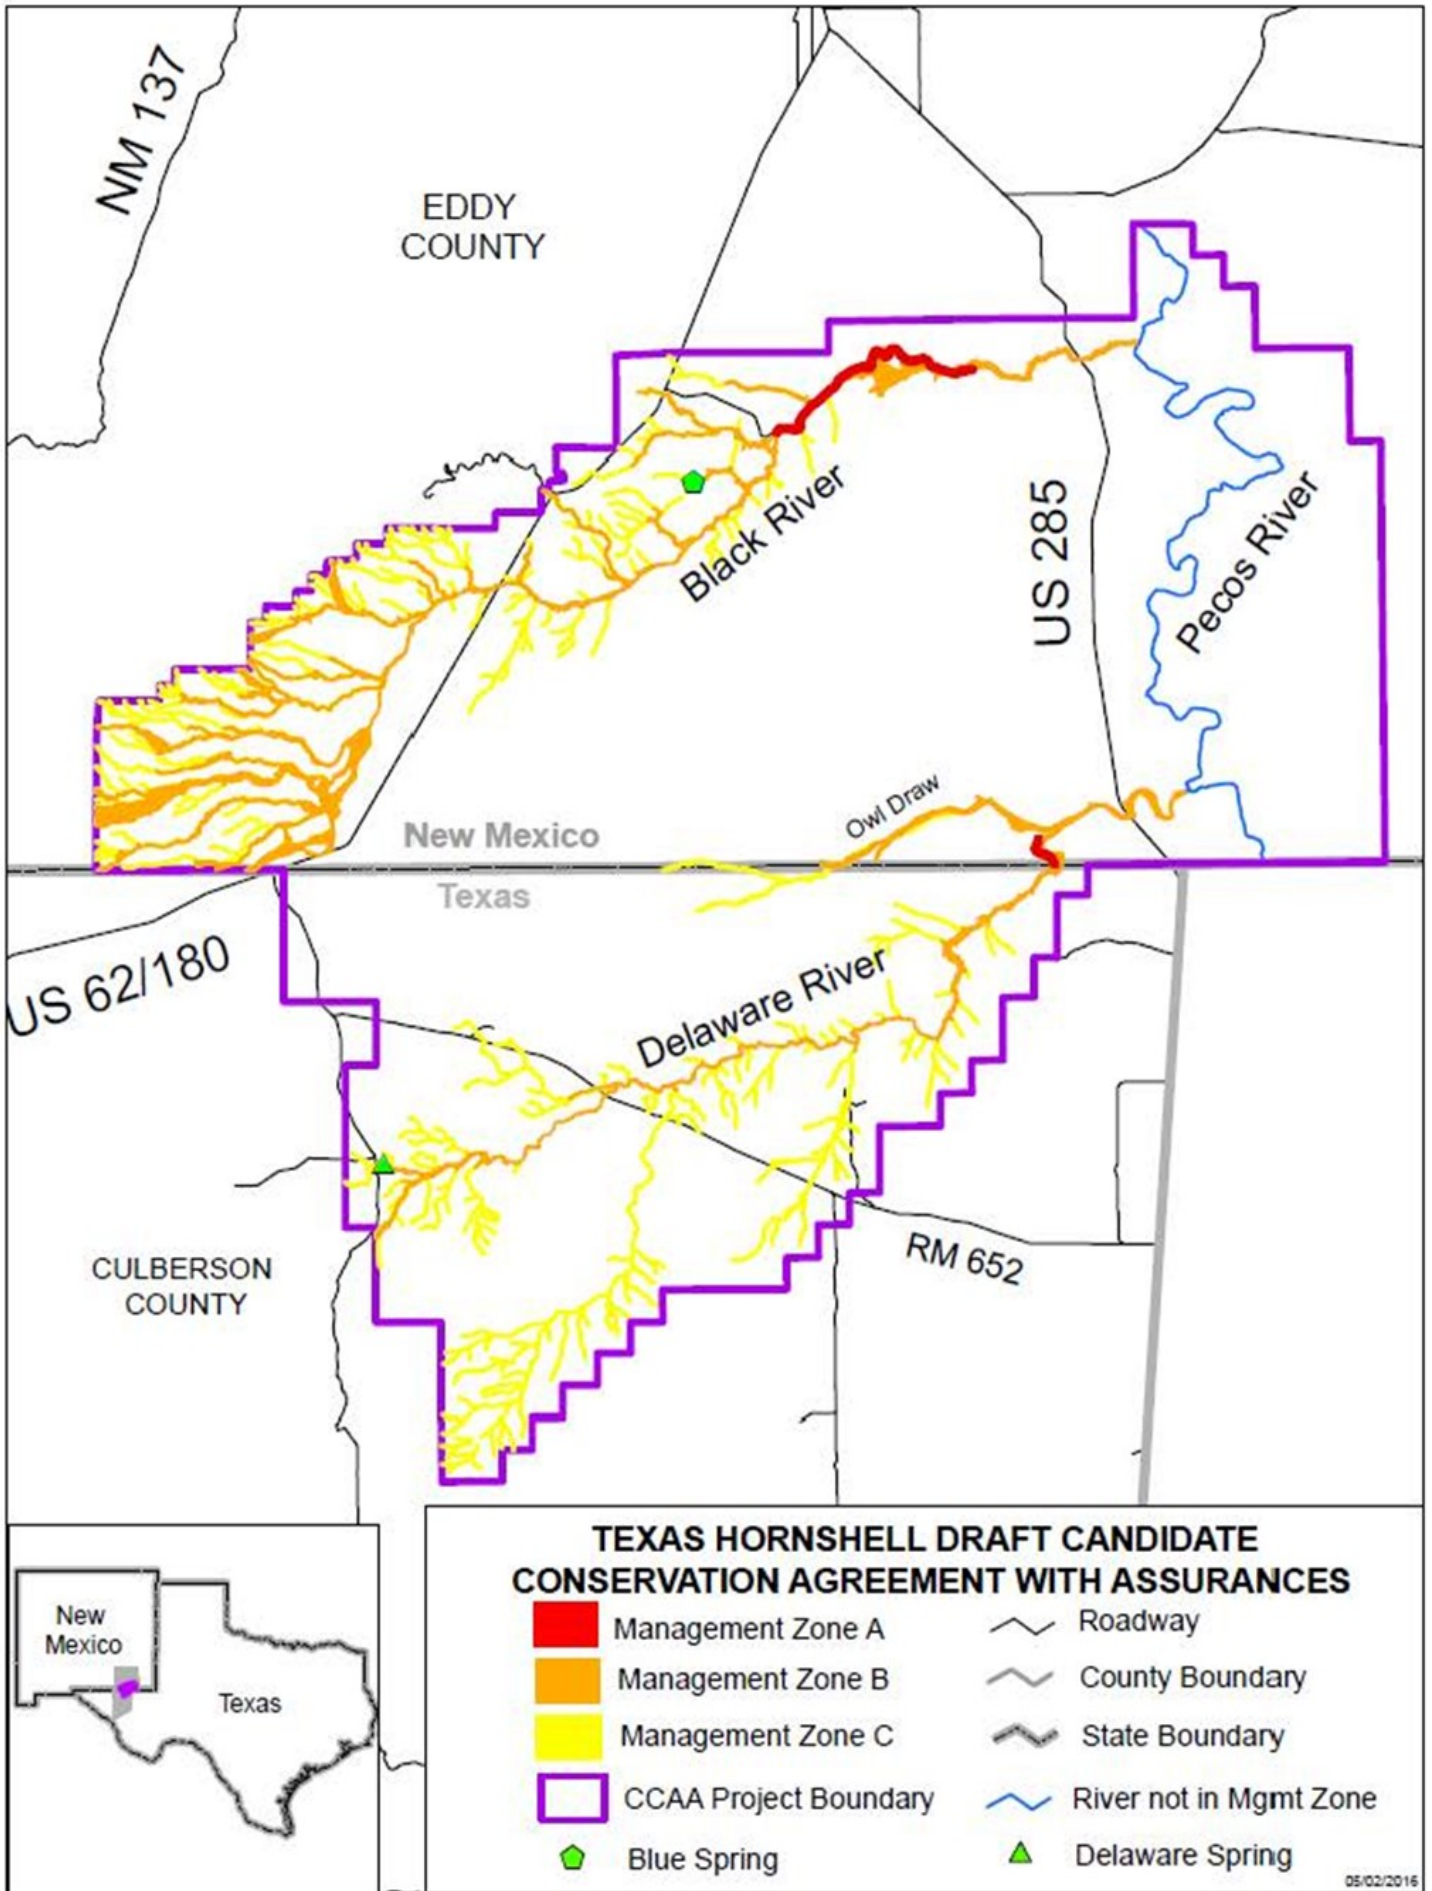 NM 137
EDDY
COUNTY
Black River
US 285
Pecos River
Owl Draw
New Mexico
Texas
US 62/180
Delaware River
CULBERSON
COUNTY
RM 652
New
Mexico
Texas
TEXAS HORNSHELL DRAFT CANDIDATE
CONSERVATION AGREEMENT WITH ASSURANCES
Management Zone A
Roadway
Management Zone B
County Boundary
Management Zone C
State Boundary
CCAA Project Boundary
River not in Mgmt Zone
Blue Spring
Delaware Spring
05/02/2016